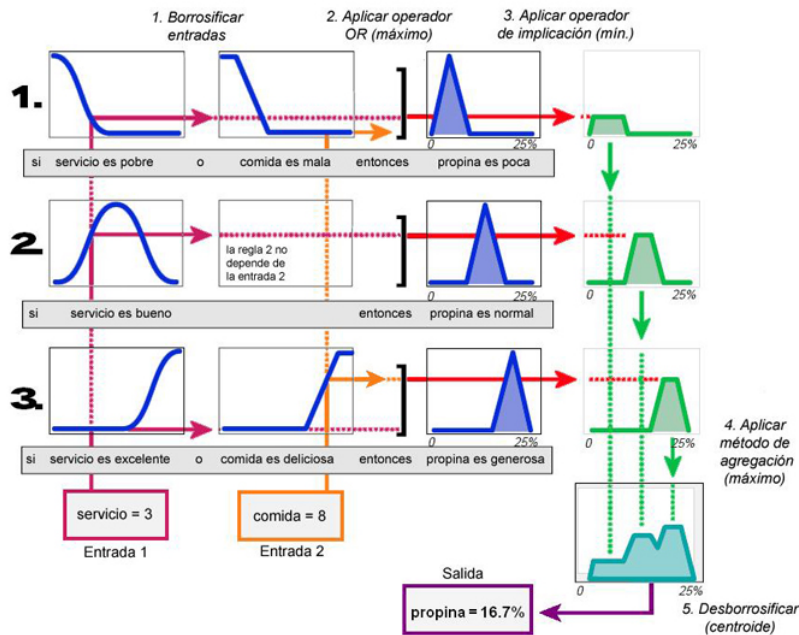 1. Borrosificar
entradas
2. Aplicar operador
OR (máximo)
3. Aplicar operador
de implicación (mín.)
1.
0 25%
0 25%
si servicio es pobre o comida es mala entonces propina es poca
2.
la regla 2 no
depende de
la entrada 2
0 25%
0 25%
si servicio es bueno entonces propina es normal
3.
0 25%
0 25%
si servicio es excelente o comida es deliciosa entonces propina es generosa
4. Aplicar
método de
agregación
(máximo)
servicio = 3
comida = 8
Entrada 1
Entrada 2
0 25%
Salida
propina = 16.7%
5. Desborrosificar
(centroide)